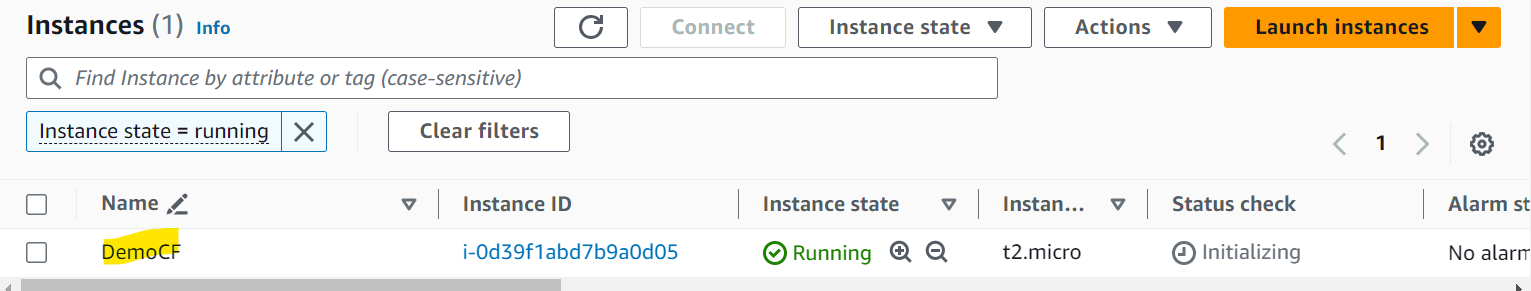 Instances (1) Info
Connect
Instance state
Actions
Launch instances
Find Instance by attribute or tag (case-sensitive)
Instance state = running
Clear filters
1
Name Instance ID Instance state Instan... Status check Alarm st
DemoCF i-0d39f1abd7b9a0d05 Running t2.micro Initializing No alarm